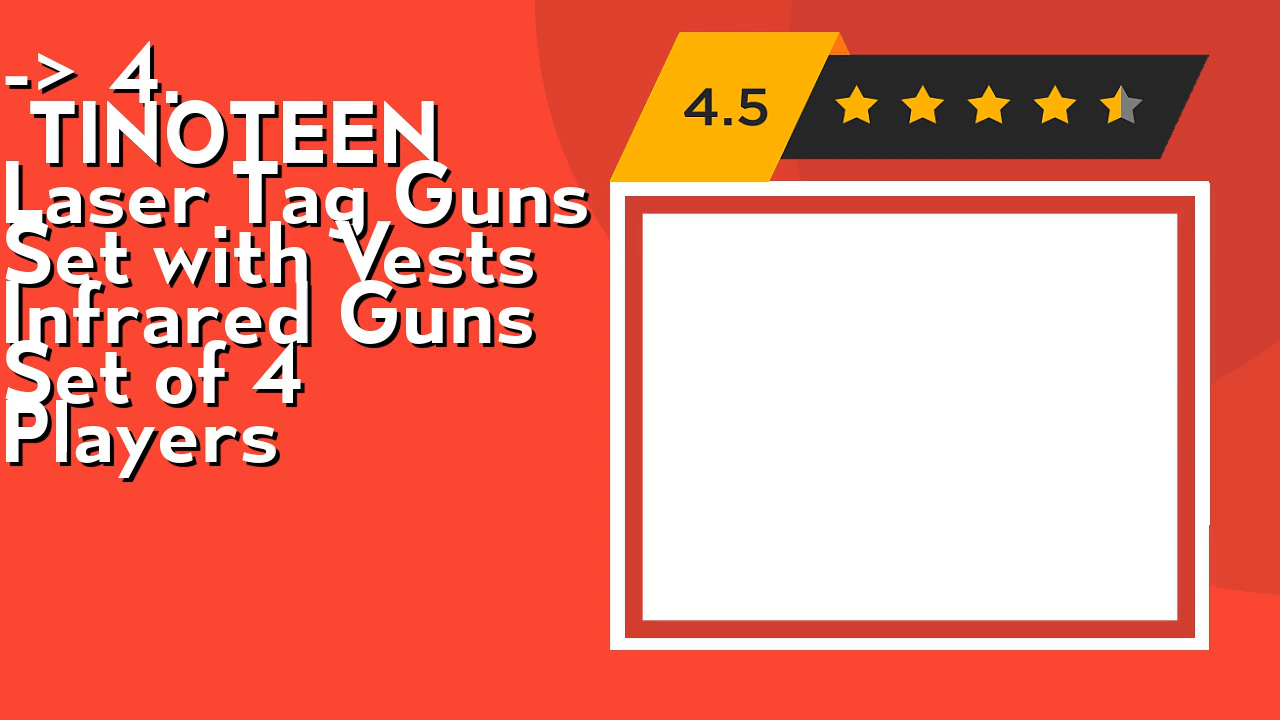 -> 4.
TINOTEEN
Laser Tag Guns
Set with Vests
Infrared Guns
Set of 4
Players
4.5